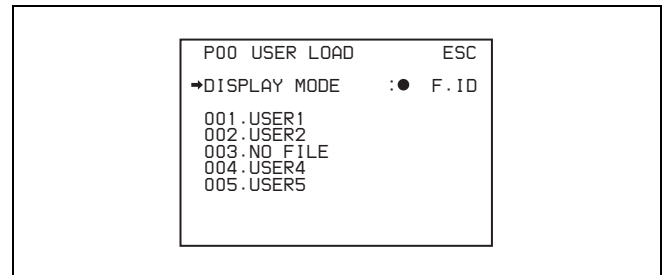 P00 USER LOAD ESC
➡DISPLAY MODE :● F.ID
001.USER1
002.USER2
003.NO FILE
004.USER4
005.USER5